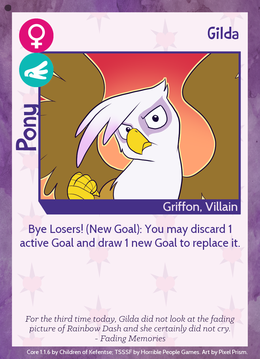 Gilda
Pony
Griffon, Villain
Bye Losers! (New Goal): You may discard 1
active Goal and draw 1 new Goal to replace it.
For the third time today, Gilda did not look at the fading
picture of Rainbow Dash and she certainly did not cry.
- Fading Memories
Core 1.1.6 by Children of Kefentse; TSSSF by Horrible People Games. Art by Pixel Prism.